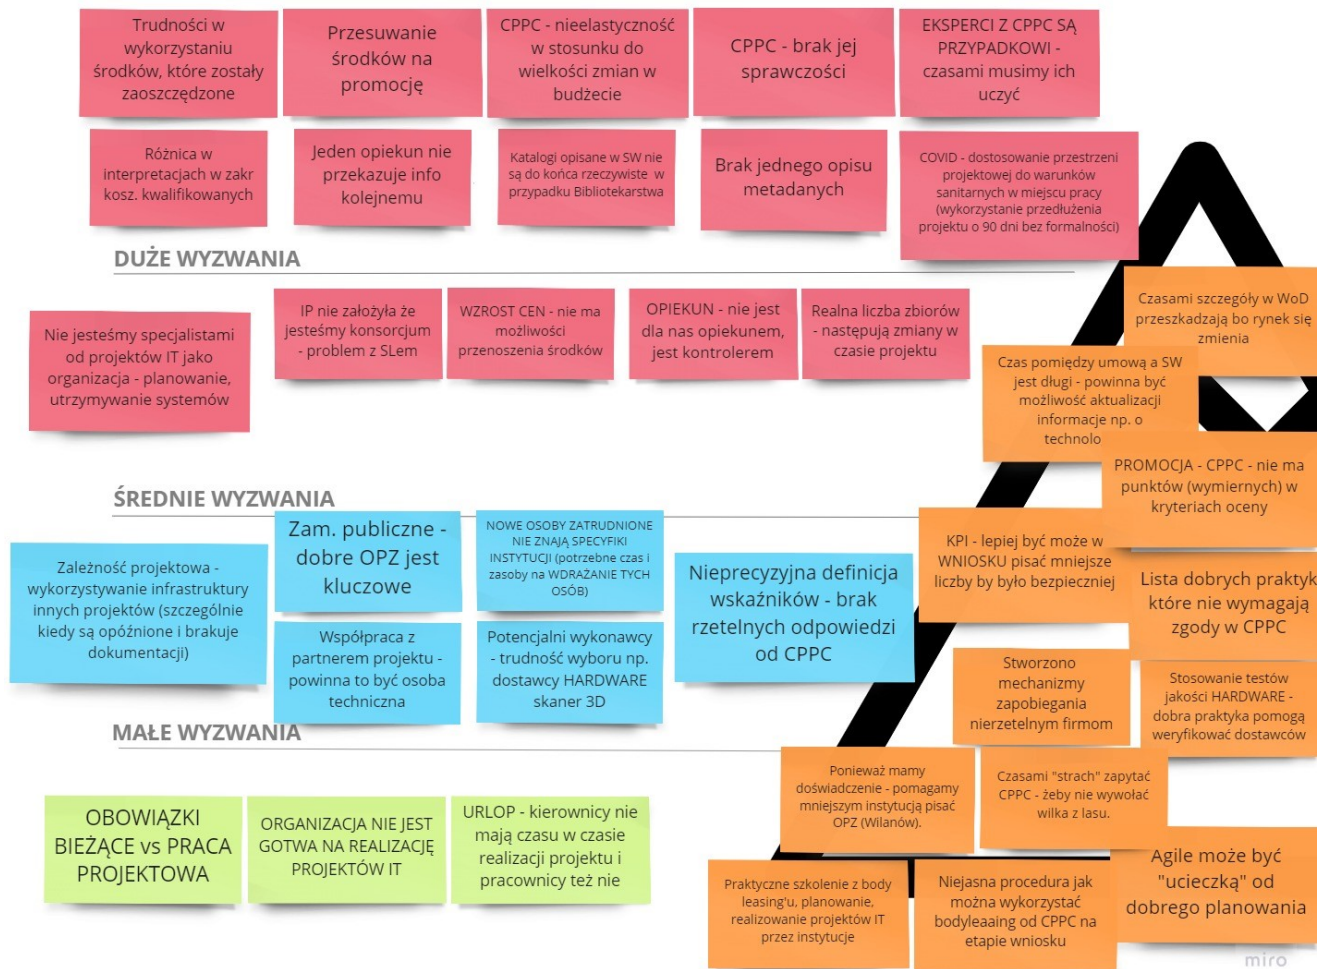 Trudności w
wykorzystaniu
środków, które zostały
zaoszczędzone
Przesuwanie
środków na
promocję
CPPC - nieelastyczność
w stosunku do
wielkości zmian w
budżecie
CPPC - brak jej
sprawczości
EKSPERCI Z CPPC SĄ
PRZYPADKOWI -
czasami musimy ich
uczyć
Różnica w
interpretacjach w zakr
kosz. kwalifikowanych
Jeden opiekun nie
przekazuje info
kolejnemu
Katalogi opisane w SW nie
są do końca rzeczywiste w
przypadku Bibliotekarstwa
Brak jednego opisu
metadanych
COVID - dostosowanie przestrzeni
projektowej do warunków
sanitarnych w miejscu pracy
(wykorzystanie przedłużenia
projektu o 90 dni bez formalności)
DUŻE WYZWANIA
Nie jesteśmy specjalistami
od projektów IT jako
organizacja - planowanie,
utrzymywanie systemów
IP nie założyła że
jesteśmy konsorcjum
- problem z SLem
WZROST CEN - nie ma
możliwości
przenoszenia środków
OPIEKUN - nie jest
dla nas opiekunem,
jest kontrolerem
Realna liczba zbiorów
- następują zmiany w
czasie projektu
Czasami szczegóły w WoD
przeszkadzają bo rynek się
zmienia
Czas pomiędzy umową a SW
jest długi - powinna być
możliwość aktualizacji
informacje np. o
technolo
PROMOCJA - CPPC - nie ma
punktów (wymiernych) w
kryteriach oceny
ŚREDNIE WYZWANIA
Zależność projektowa -
wykorzystywanie infrastruktury
innych projektów (szczególnie
kiedy są opóźnione i brakuje
dokumentacji)
Zam. publiczne -
dobre OPZ jest
kluczowe
NOWE OSOBY ZATRUDNIONE
NIE ZNAJĄ SPECYFIKI
INSTYTUCJI (potrzebne czas i
zasoby na WDRAŻANIE TYCH
OSÓB)
Współpraca z
partnerem projektu -
powinna to być osoba
techniczna
Potencjalni wykonawcy
- trudność wyboru np.
dostawcy HARDWARE
skaner 3D
Nieprecyzyjna definicja
wskaźników - brak
rzetelnych odpowiedzi
od CPPC
KPI - lepiej być może w
WNIOSKU pisać mniejsze
liczby by było bezpieczniej
Lista dobrych praktyk
które nie wymagają
zgody w CPPC
Stworzono
mechanizmy
zapobiegania
nierzetelnym firmom
Stosowanie testów
jakości HARDWARE -
dobra praktyka pomogą
weryfikować dostawców
MAŁE WYZWANIA
OBOWIĄZKI
BIEŻĄCE vs PRACA
PROJEKTOWA
ORGANIZACJA NIE JEST
GOTWA NA REALIZACJĘ
PROJEKTÓW IT
URLOP - kierownicy nie
mają czasu w czasie
realizacji projektu i
pracownicy też nie
Ponieważ mamy
doświadczenie - pomagamy
mniejszym instytucją pisać
OPZ (Wilanów).
Czasami "strach" zapytać
CPPC - żeby nie wywołać
wilka z lasu.
Praktyczne szkolenie z body
leasing'u, planowanie,
realizowanie projektów IT
przez instytucje
Niejasna procedura jak
można wykorzystać
bodyleaaing od CPPC na
etapie wniosku
Agile może być
"ucieczką" od
dobrego planowania
miro